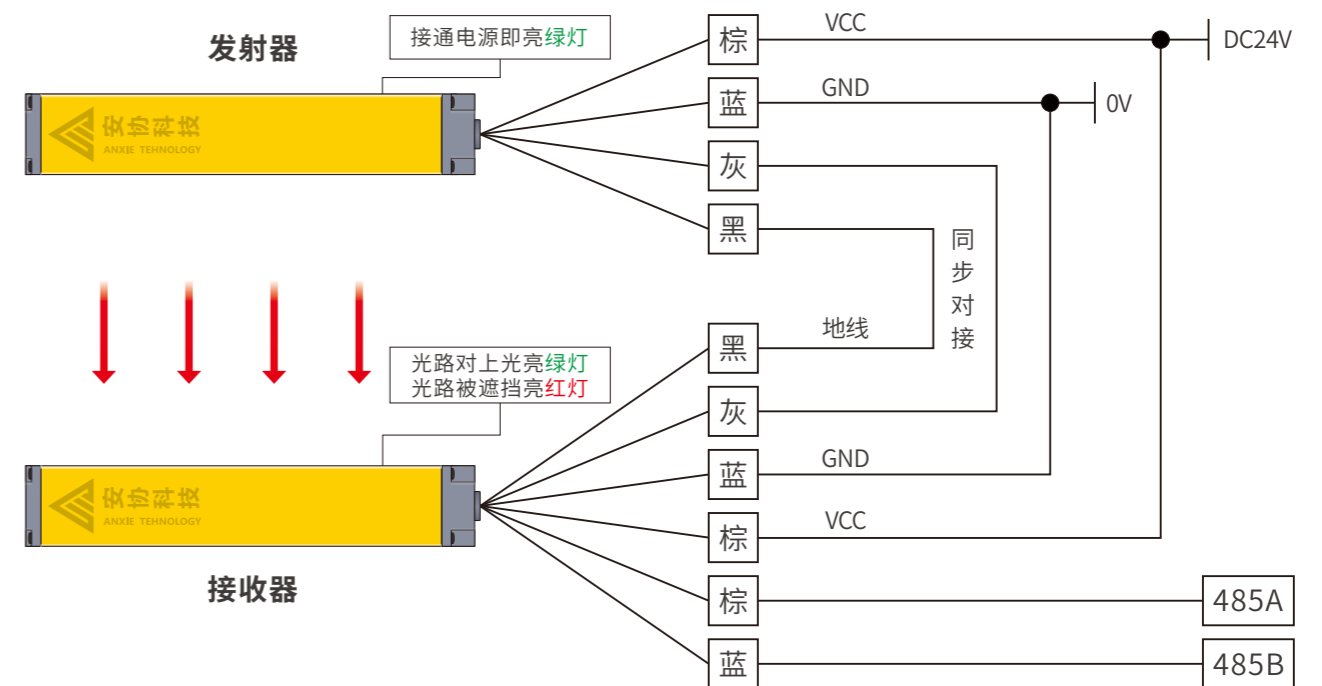 发射器
接通电源即亮绿灯
安协科技
ANXIE TEHNOLOGY
棕
VCC
DC24V
蓝
GND
0V
灰
黑
同步对接
黑
地线
光路对上光亮绿灯
光路被遮挡亮红灯
灰
蓝
GND
安协科技
ANXIE TEHNOLOGY
棕
VCC
接收器
棕
485A
蓝
485B